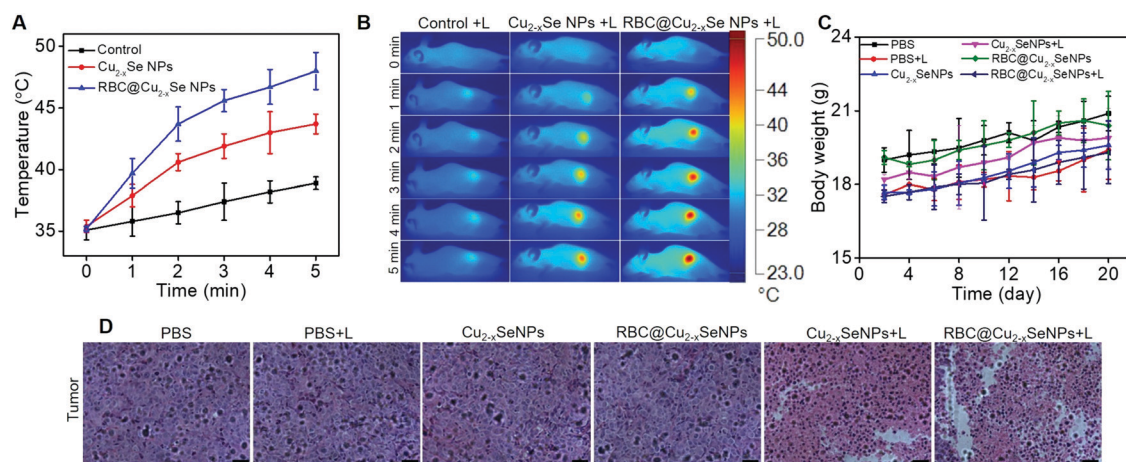 A
Temperature (°C)
50
45
40
35
Control
Cu2-xSe NPs
RBC@Cu2-xSe NPs
0 1 2 3 4 5
Time (min)
B
Control +L Cu2-xSe NPs +L RBC@Cu2-xSe NPs +L
0 min
1 min
2 min
3 min
4 min
5 min
50.0
44
40
36
32
28
23.0
°C
C
Body weight (g)
24
21
18
15
PBS
PBS+L
Cu2-xSeNPs
Cu2-xSeNPs+L
RBC@Cu2-xSeNPs
RBC@Cu2-xSeNPs+L
0 4 8 12 16 20
Time (day)
D
PBS PBS+L Cu2-xSeNPs RBC@Cu2-xSeNPs Cu2-xSeNPs+L RBC@Cu2-xSeNPs+L
Tumor